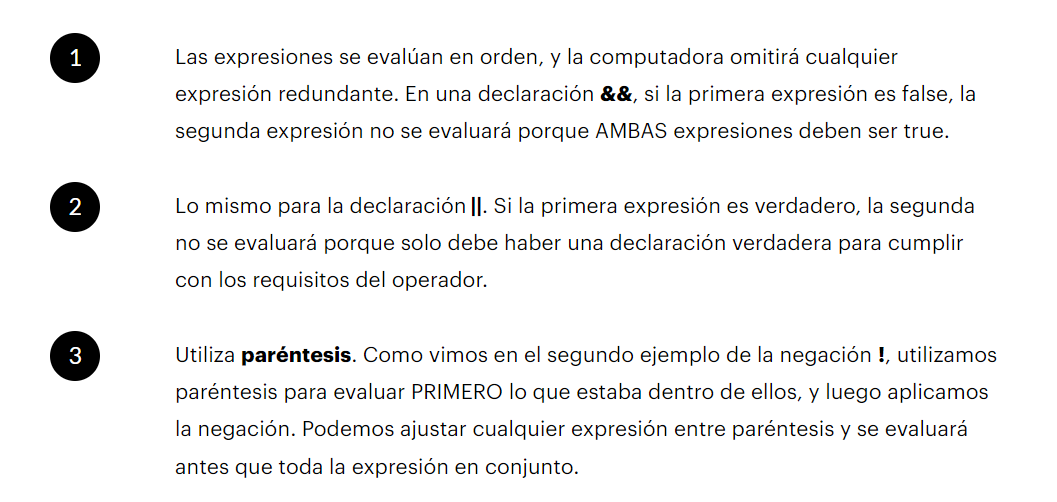 1
Las expresiones se evalúan en orden, y la computadora omitirá cualquier
expresión redundante. En una declaración &&, si la primera expresión es false, la
segunda expresión no se evaluará porque AMBAS expresiones deben ser true.
2
Lo mismo para la declaración ||. Si la primera expresión es verdadero, la segunda
no se evaluará porque solo debe haber una declaración verdadera para cumplir
con los requisitos del operador.
3
Utiliza paréntesis. Como vimos en el segundo ejemplo de la negación !, utilizamos
paréntesis para evaluar PRIMERO lo que estaba dentro de ellos, y luego aplicamos
la negación. Podemos ajustar cualquier expresión entre paréntesis y se evaluará
antes que toda la expresión en conjunto.